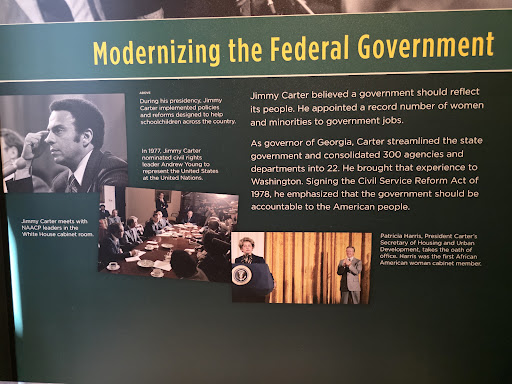 Modernizing the Federal Government
ABOVE
During his presidency, Jimmy
Carter implemented policies
and reforms designed to help
schoolchildren across the country.
In 1977, Jimmy Carter
nominated civil rights
leader Andrew Young to
represent the United States
at the United Nations.
Jimmy Carter meets with
NAACP leaders in the
White House cabinet room.
Jimmy Carter believed a government should reflect
its people. He appointed a record number of women
and minorities to government jobs.
As governor of Georgia, Carter streamlined the state
government and consolidated 300 agencies and
departments into 22. He brought that experience to
Washington. Signing the Civil Service Reform Act of
1978, he emphasized that the government should be
accountable to the American people.
Patricia Harris, President Carter's
Secretary of Housing and Urban
Development, takes the oath of
office. Harris was the first African
American woman cabinet member.